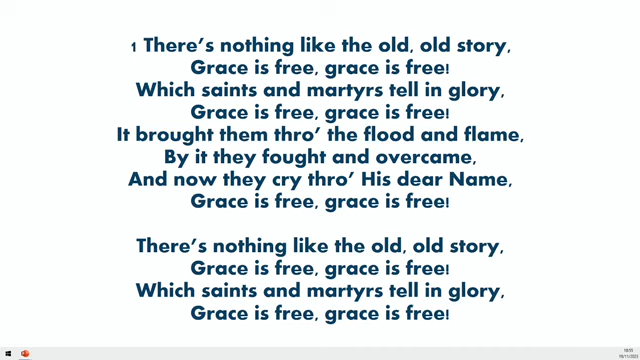 1 There's nothing like the old, old story,
Grace is free, grace is free!
Which saints and martyrs tell in glory,
Grace is free, grace is free!
It brought them thro' the flood and flame,
By it they fought and overcame,
And now they cry thro' His dear Name,
Grace is free, grace is free!
There's nothing like the old, old story,
Grace is free, grace is free!
Which saints and martyrs tell in glory,
Grace is free, grace is free!